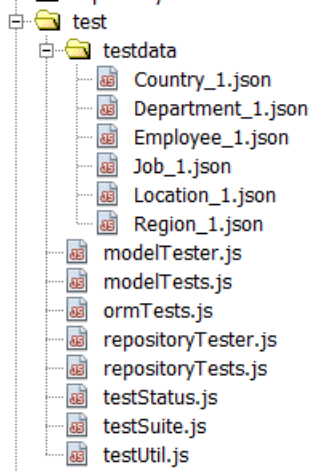 test
testdata
Country_1.json
Department_1.json
Employee_1.json
Job_1.json
Location_1.json
Region_1.json
modelTester.js
modelTests.js
ormTests.js
repositoryTester.js
repositoryTests.js
testStatus.js
testSuite.js
testUtil.js